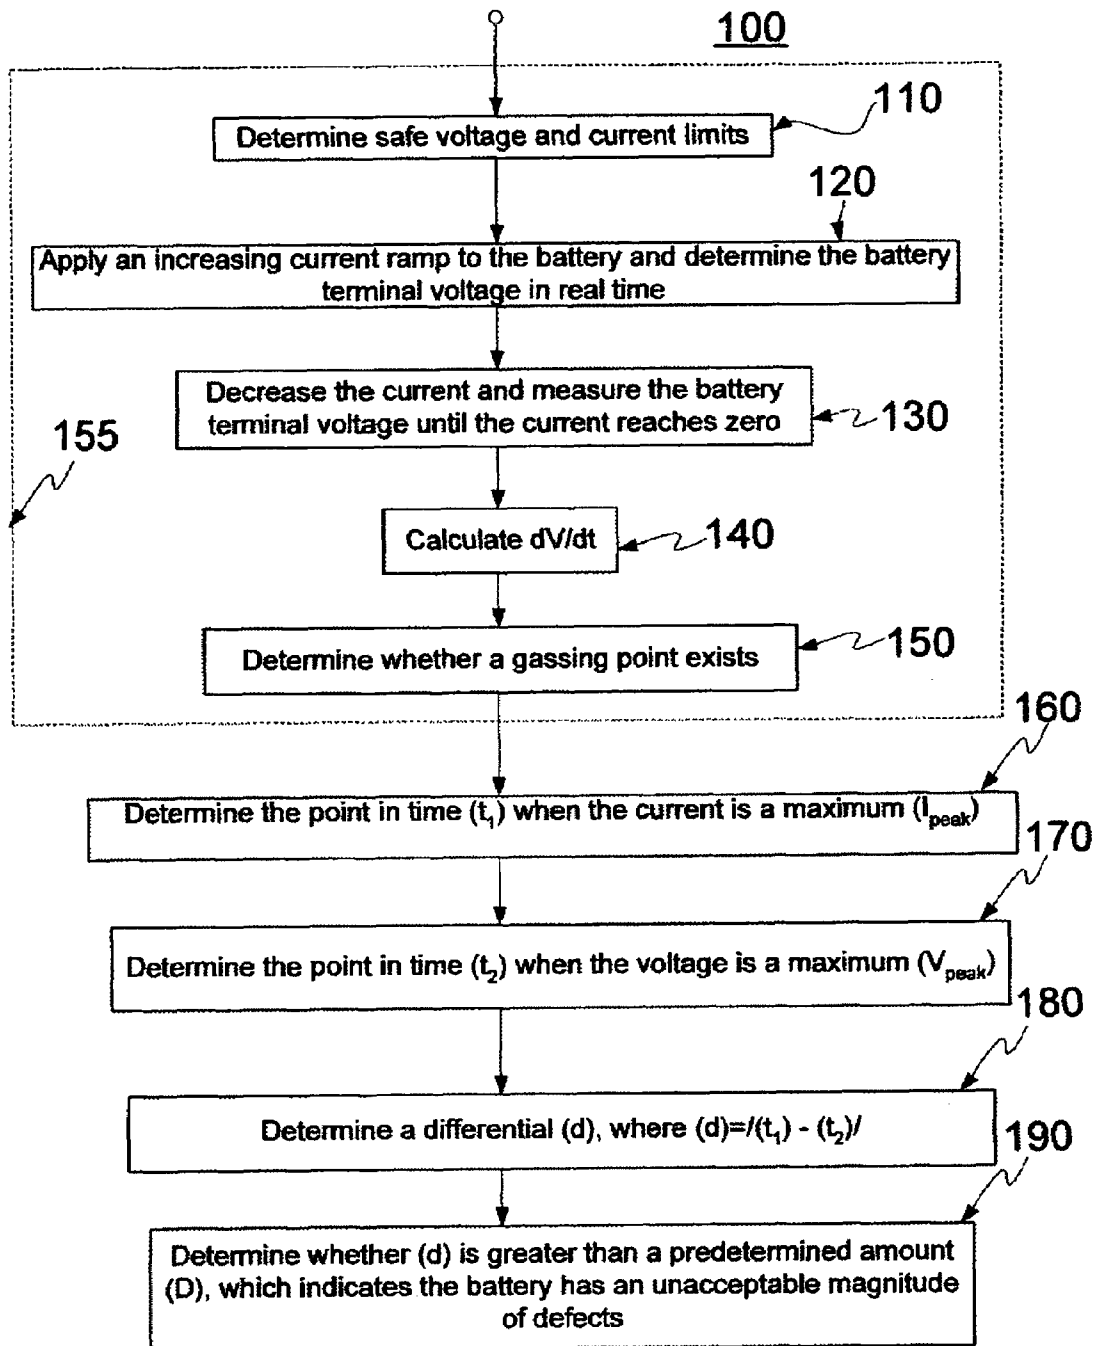 100
110
Determine safe voltage and current limits
120
Apply an increasing current ramp to the battery and determine the battery
terminal voltage in real time
Decrease the current and measure the battery
terminal voltage until the current reaches zero
130
155
Calculate dV/dt
140
Determine whether a gassing point exists
150
160
Determine the point in time (t₁) when the current is a maximum (Iₚₑₐₖ)
170
Determine the point in time (t₂) when the voltage is a maximum (Vₚₑₐₖ)
180
Determine a differential (d), where (d)=/(t₁) - (t₂)/
190
Determine whether (d) is greater than a predetermined amount
(D), which indicates the battery has an unacceptable magnitude
of defects